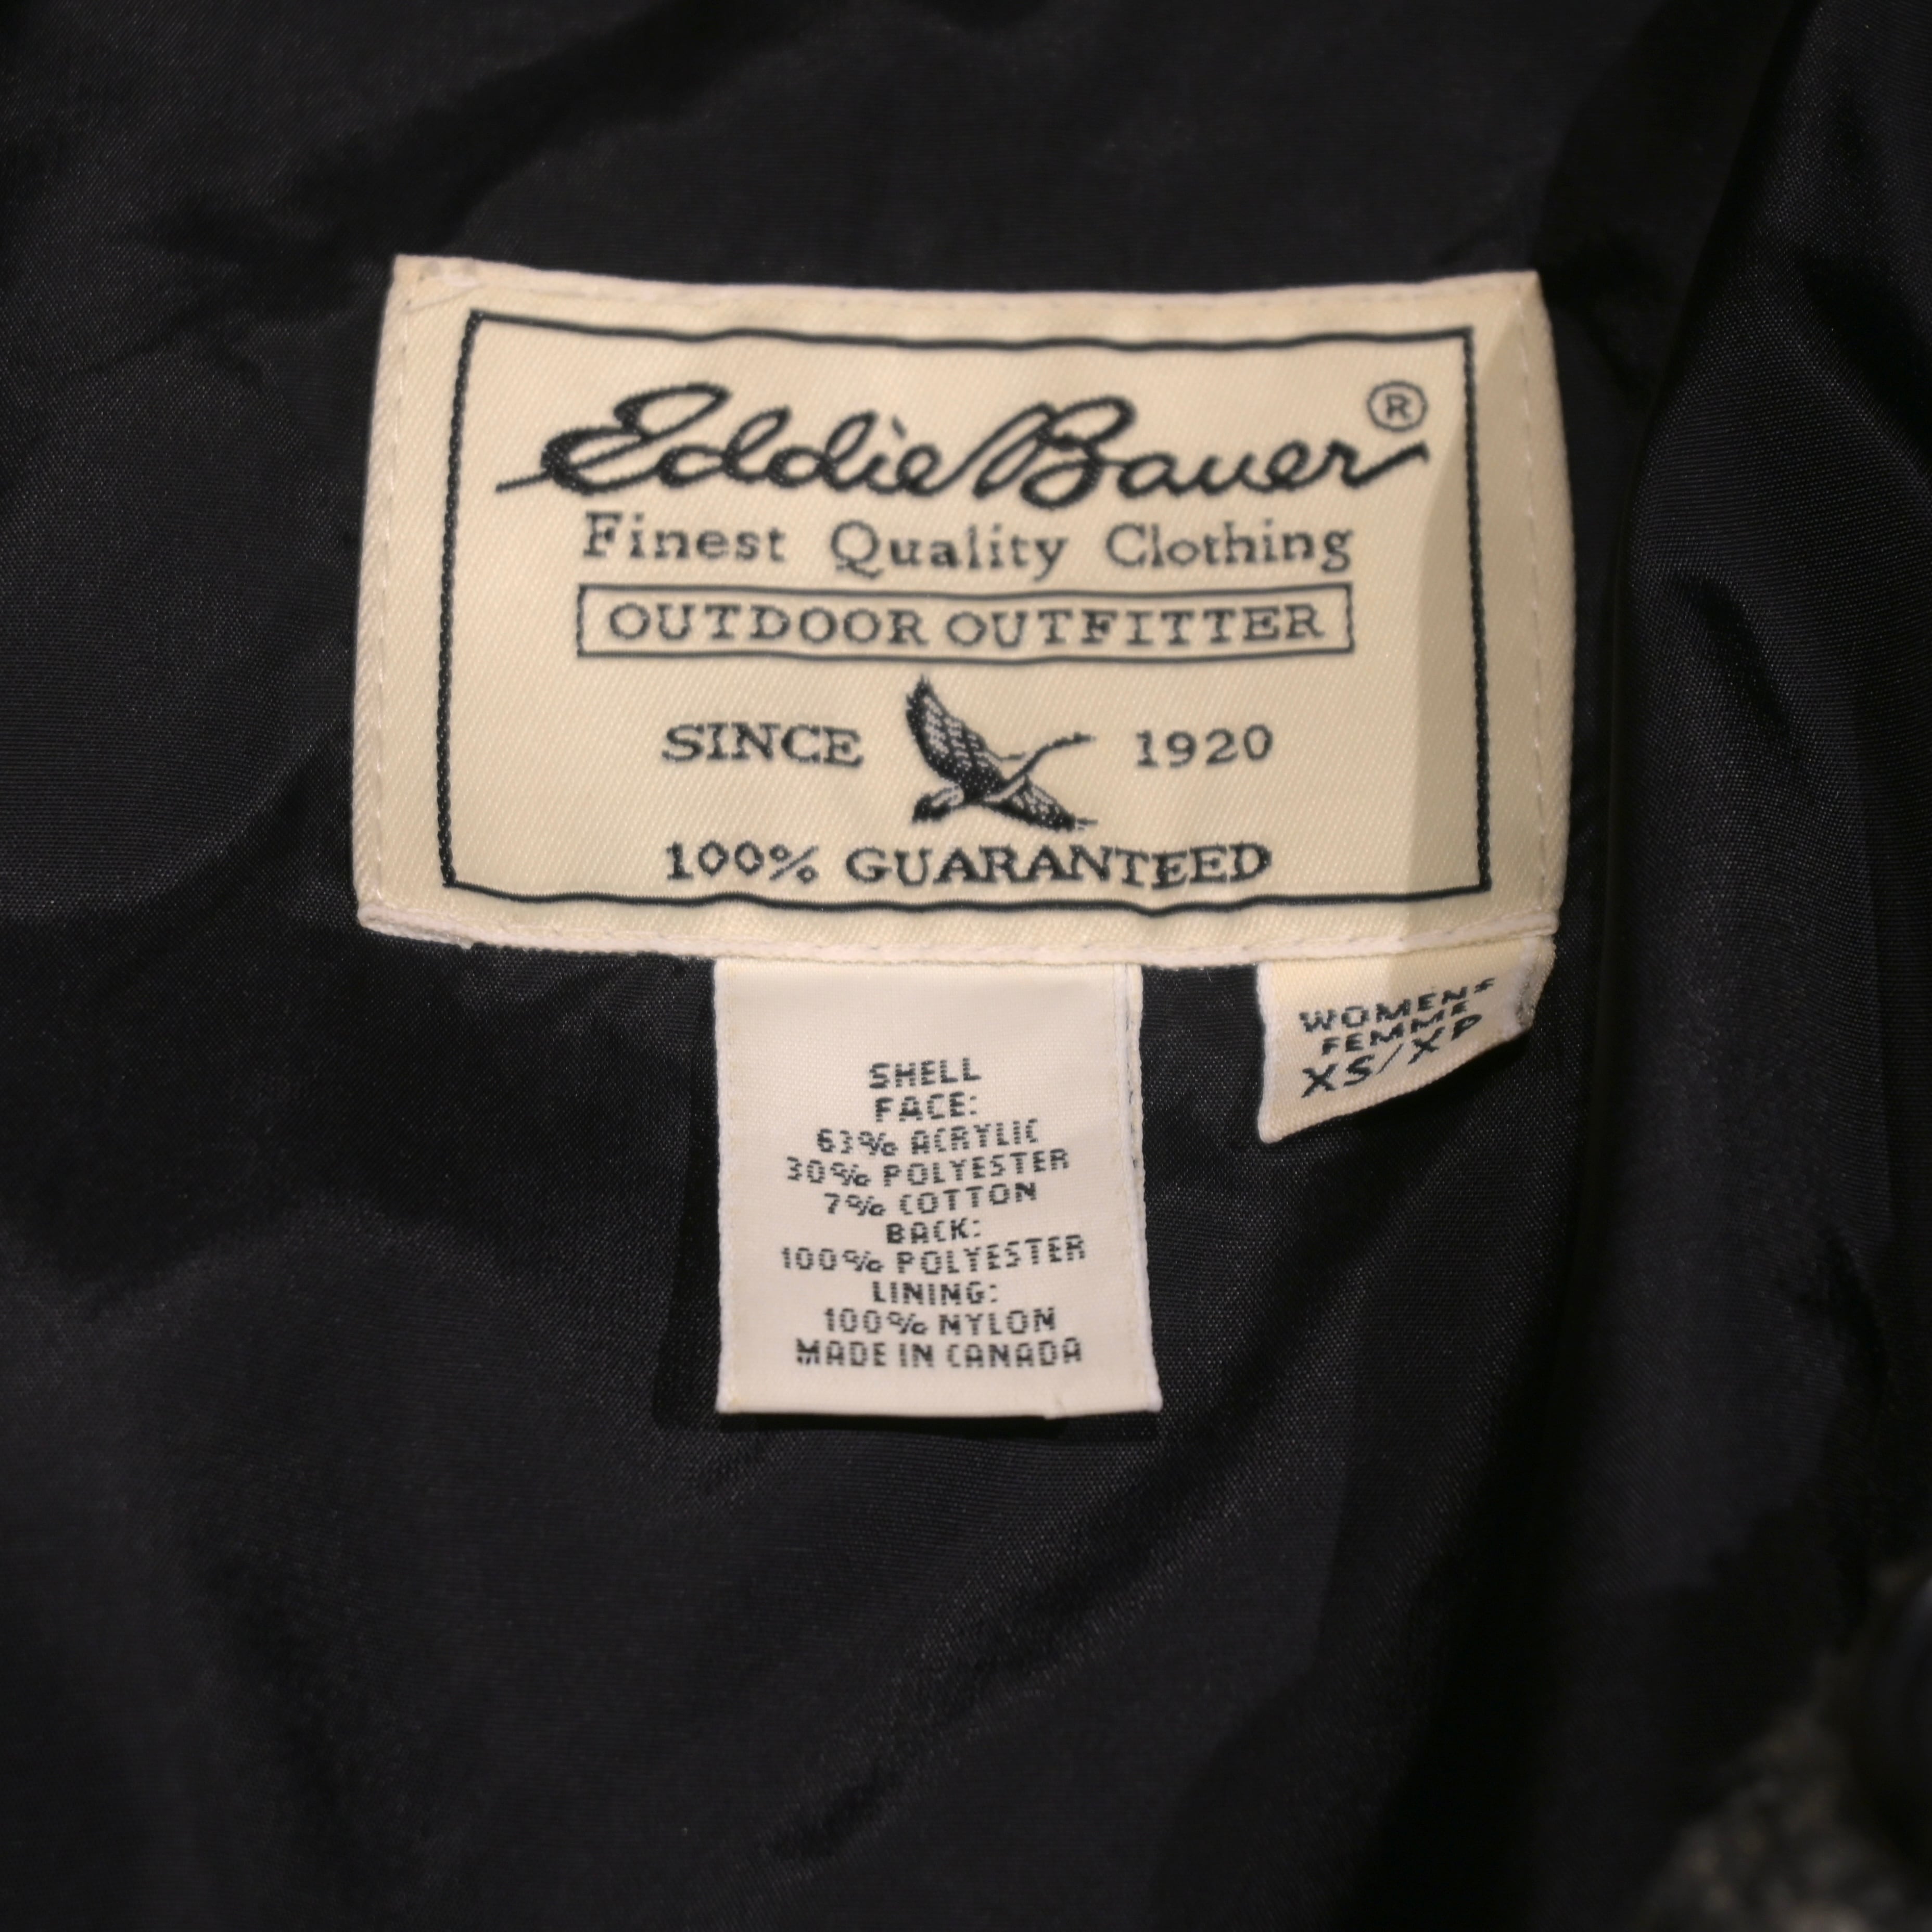 Eddie Bauer®
Finest Quality Clothing
OUTDOOR OUTFITTER
SINCE 1920
100% GUARANTEED
WOMENS
FEMME
XS/XP
SHELL
FACE:
63% ACRYLIC
30% POLYESTER
7% COTTON
BACK:
100% POLYESTER
LINING:
100% NYLON
MADE IN CANADA